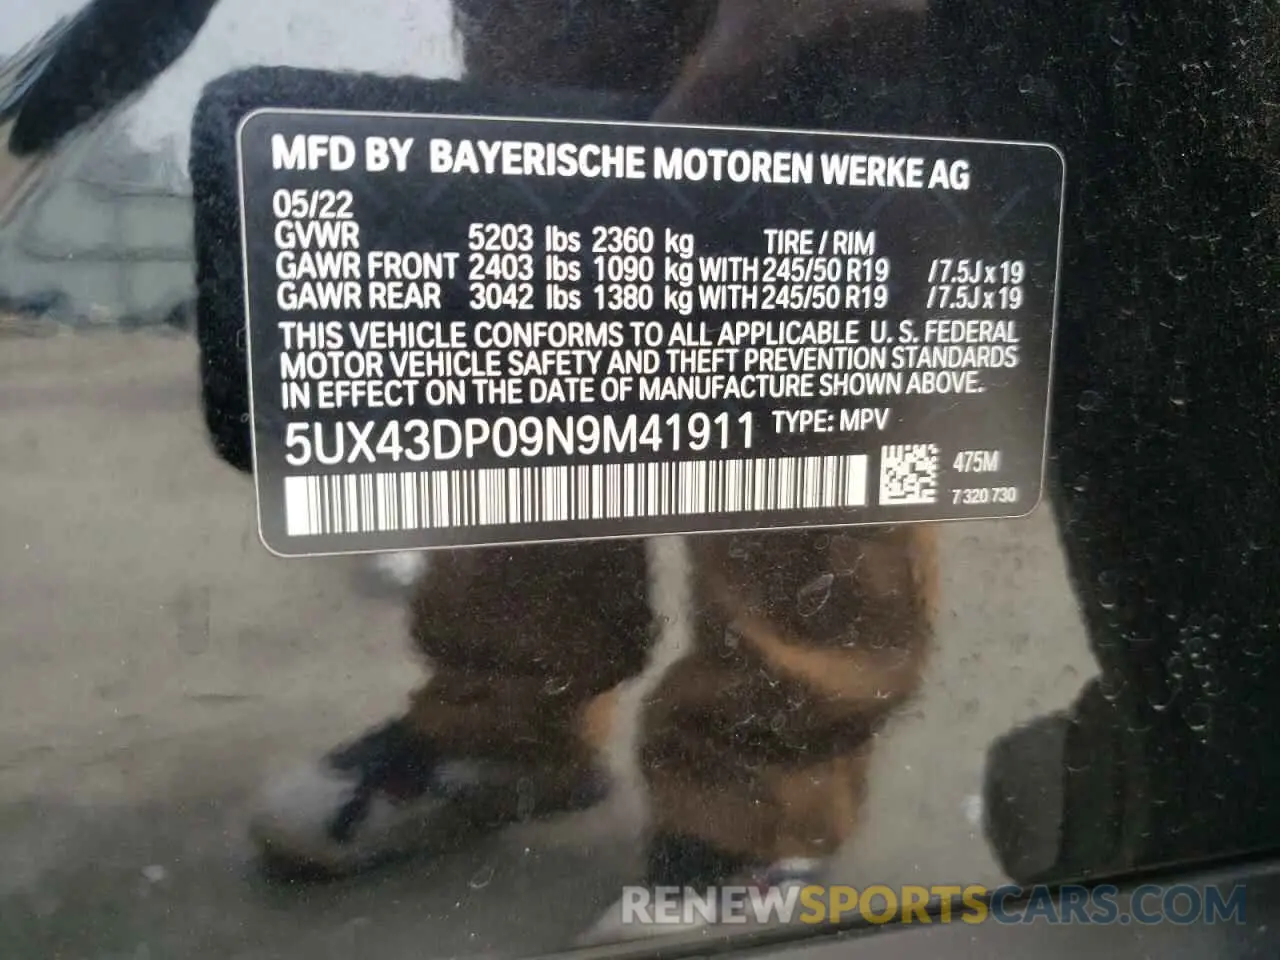 MFD BY BAYERISCHE MOTOREN WERKE AG
05/22
GVWR 5203 lbs 2360 kg TIRE / RIM
GAWR FRONT 2403 lbs 1090 kg WITH 245/50 R19 /7.5J x 19
GAWR REAR 3042 lbs 1380 kg WITH 245/50 R19 /7.5J x 19
THIS VEHICLE CONFORMS TO ALL APPLICABLE U. S. FEDERAL
MOTOR VEHICLE SAFETY AND THEFT PREVENTION STANDARDS
IN EFFECT ON THE DATE OF MANUFACTURE SHOWN ABOVE.
5UX43DP09N9M41911 TYPE: MPV
475M
7 320 730
RENEWSPORTSCARS.COM